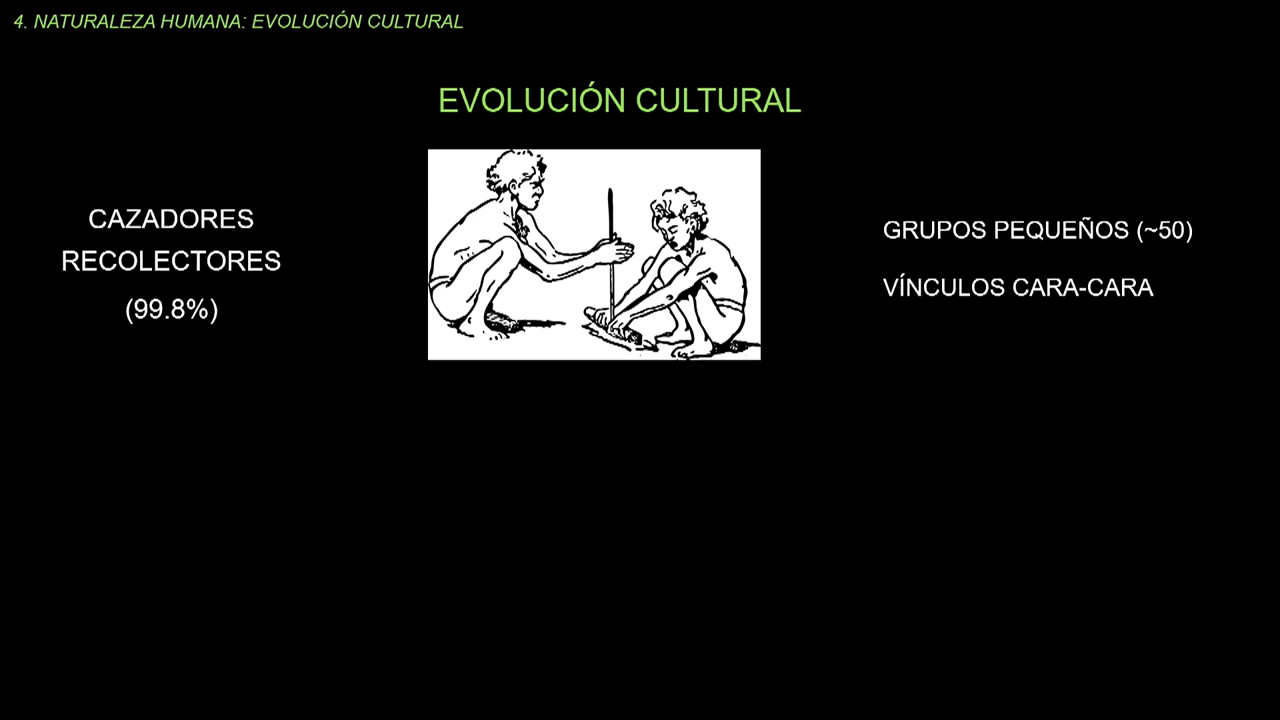 4. NATURALEZA HUMANA: EVOLUCIÓN CULTURAL
EVOLUCIÓN CULTURAL
CAZADORES
RECOLECTORES
(99.8%)
GRUPOS PEQUEÑOS (~50)
VÍNCULOS CARA-CARA